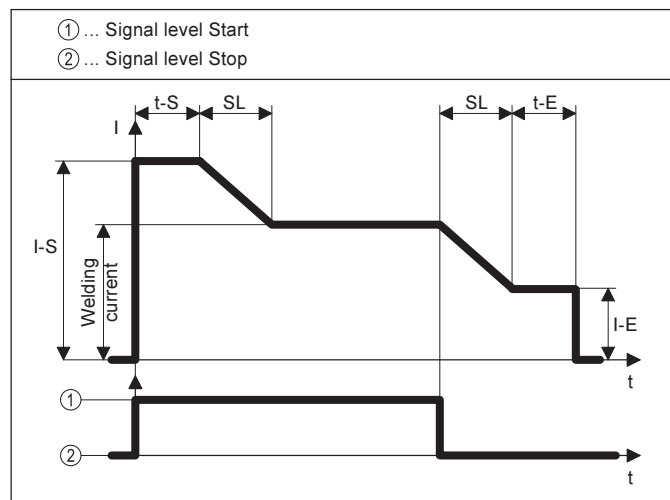 ① ... Signal level Start
② ... Signal level Stop
t-S
SL
SL
t-E
I
I-S
Welding
current
I-E
t
①
②
t